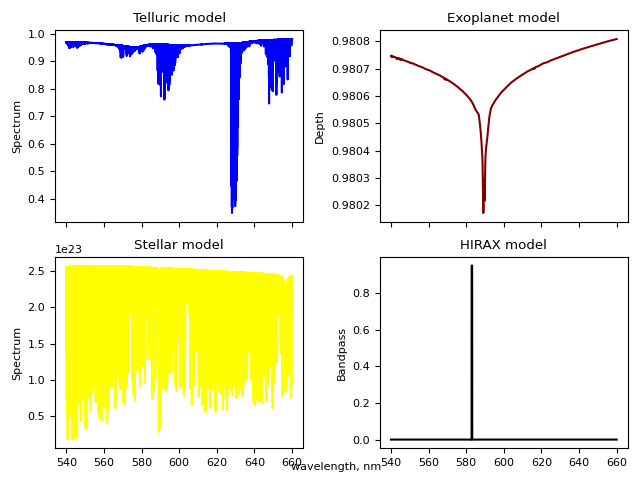 Telluric model
Exoplanet model
Spectrum
1.0
0.9
0.8
0.7
0.6
0.5
0.4
Depth
0.9808
0.9807
0.9806
0.9805
0.9804
0.9803
0.9802
Stellar model
HIRAX model
1e23
Spectrum
2.5
2.0
1.5
1.0
0.5
540 560 580 600 620 640 660
Bandpass
0.8
0.6
0.4
0.2
0.0
540 560 580 600 620 640 660
wavelength, nm